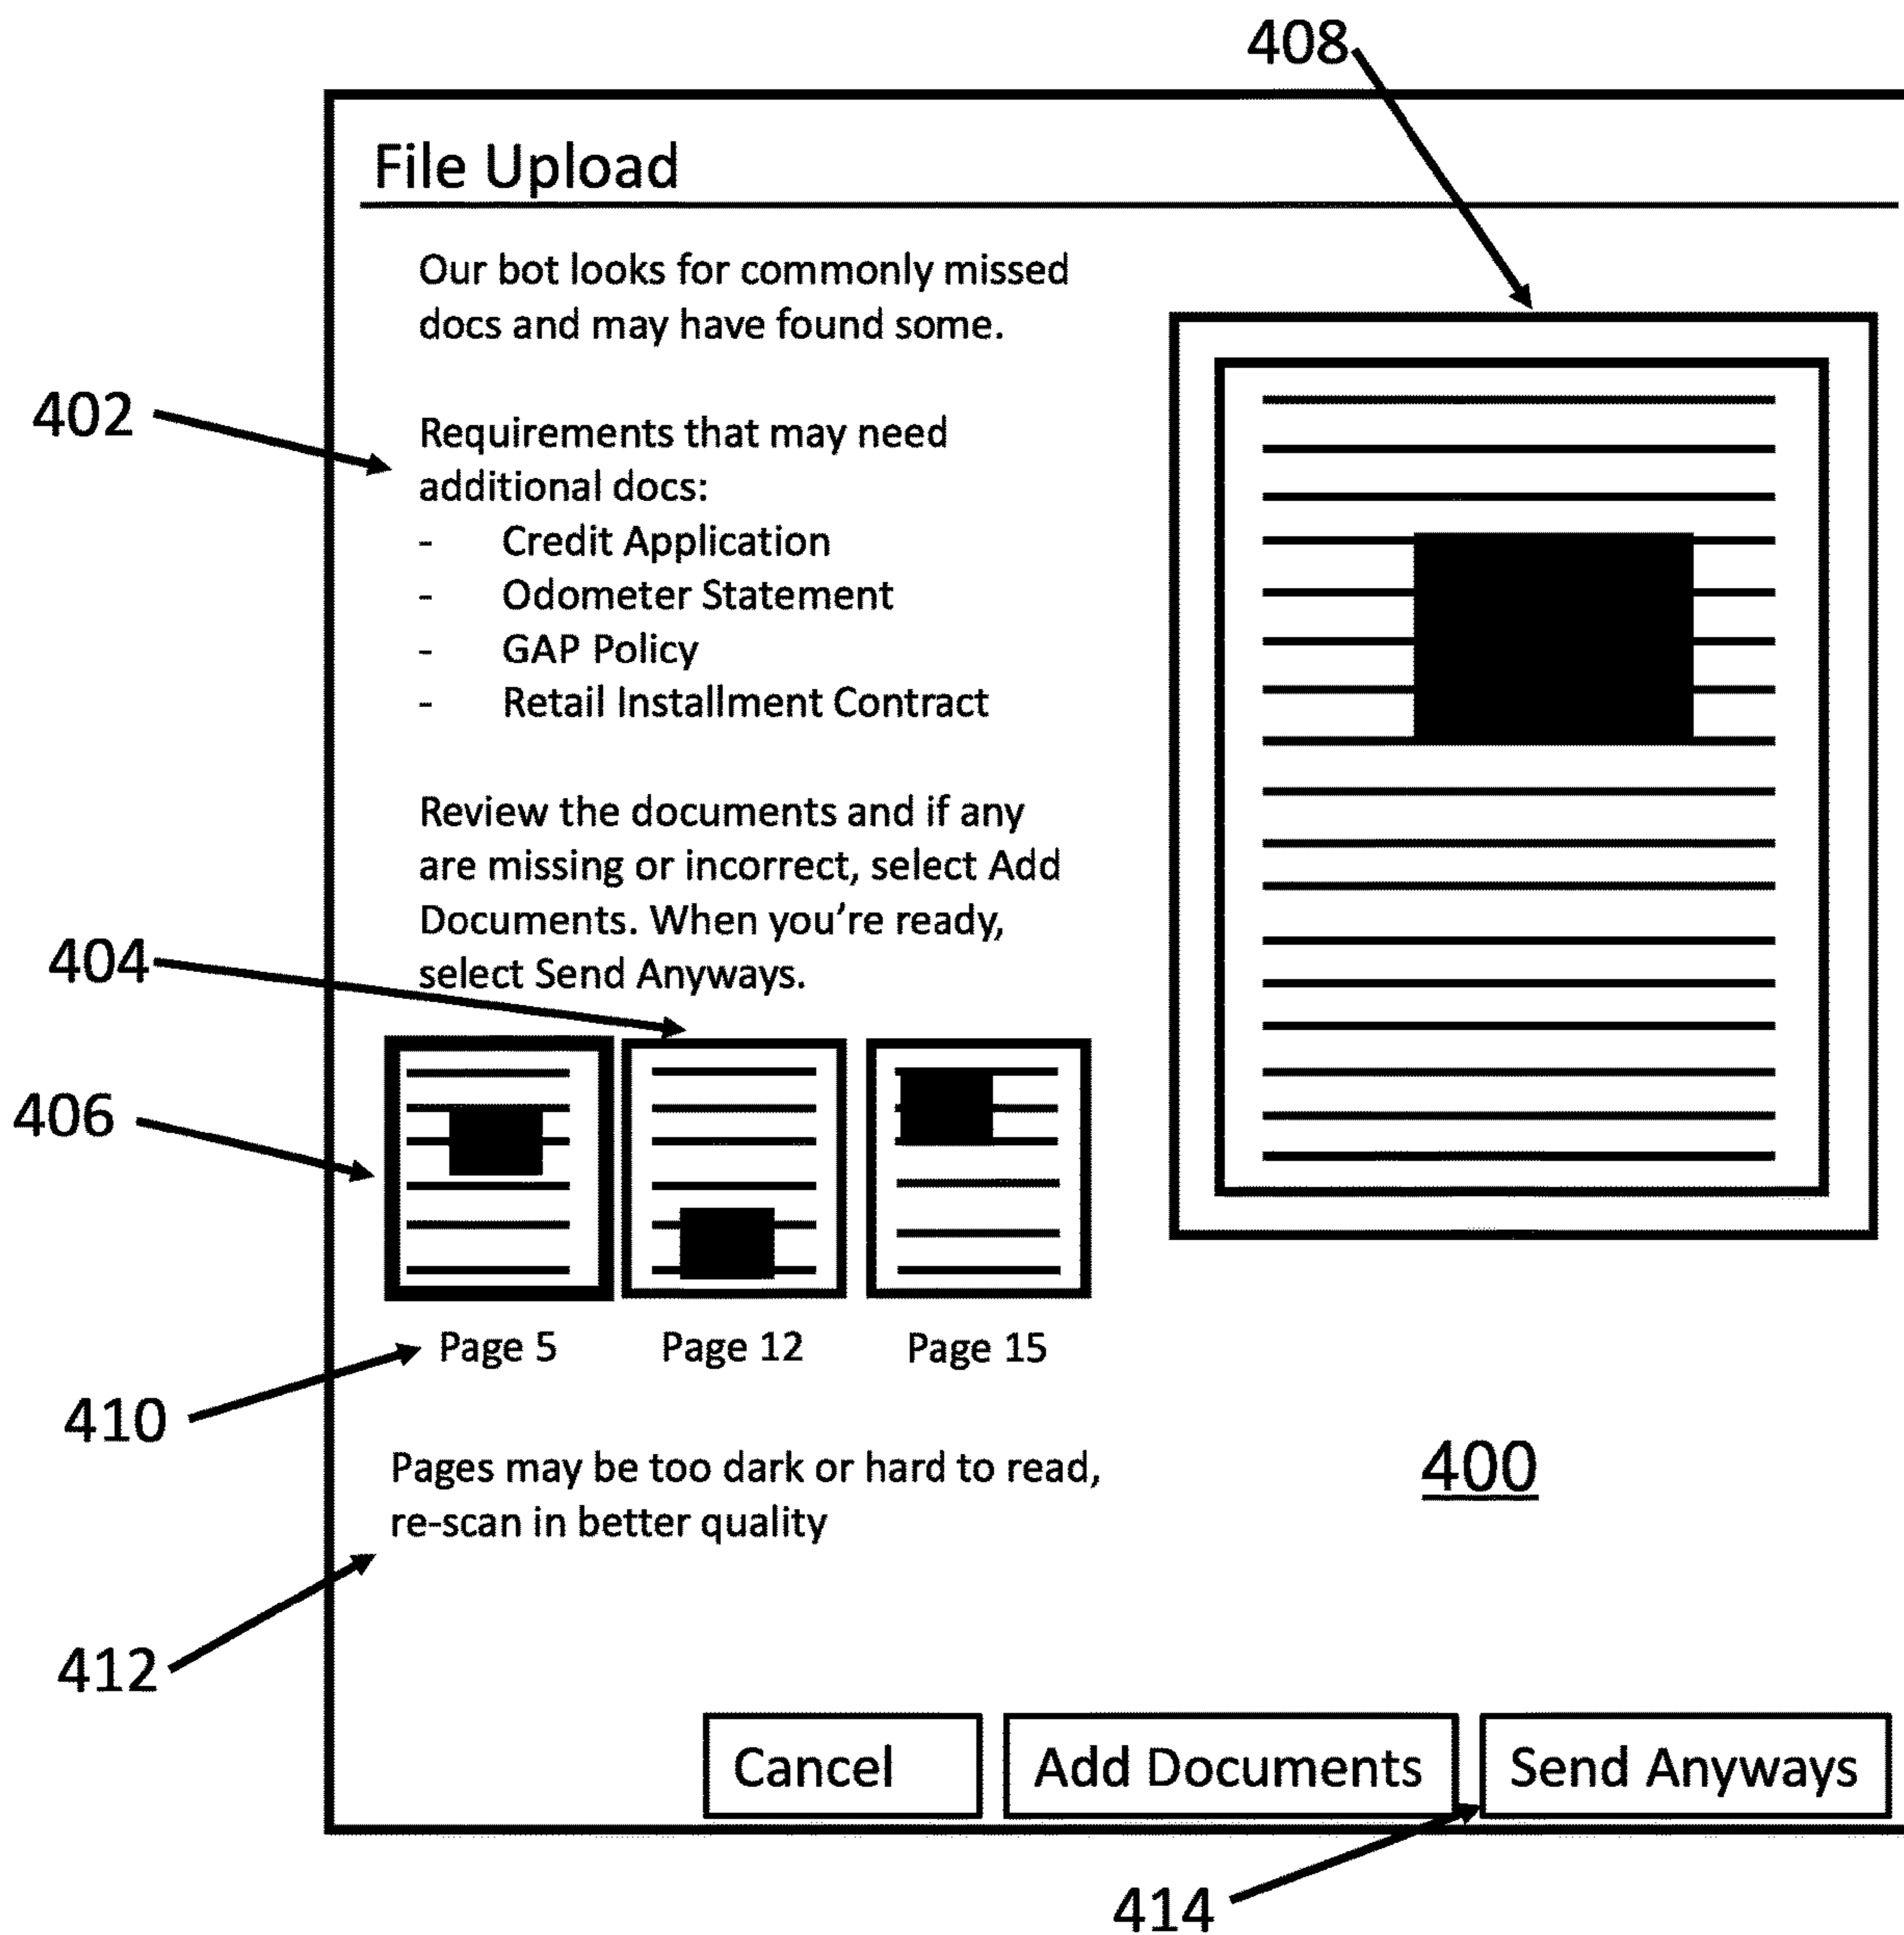 408
File Upload
Our bot looks for commonly missed
docs and may have found some.
402
Requirements that may need
additional docs:
- Credit Application
- Odometer Statement
- GAP Policy
- Retail Installment Contract
Review the documents and if any
are missing or incorrect, select Add
Documents. When you're ready,
select Send Anyways.
404
406
Page 5 Page 12 Page 15
410
Pages may be too dark or hard to read,
re-scan in better quality
400
412
Cancel Add Documents Send Anyways
414